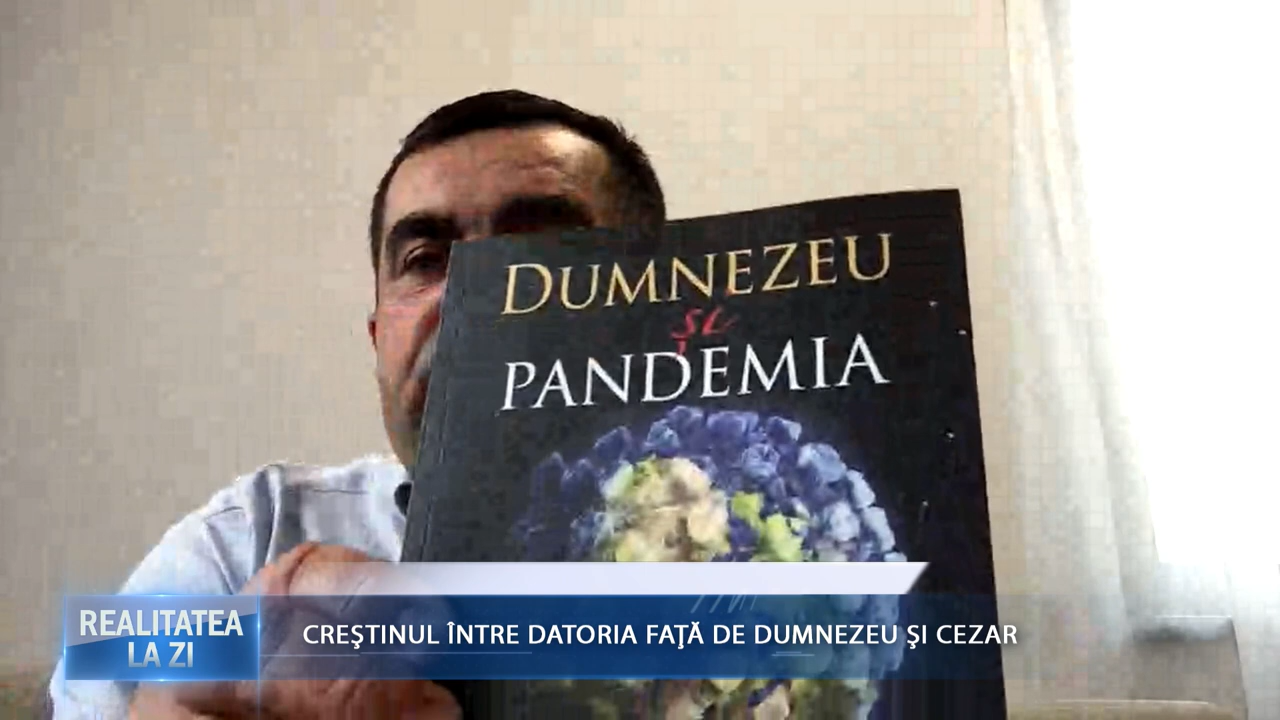 DUMNEZEU
și
PANDEMIA
REALITATEA
LA ZI
CREŞTINUL ÎNTRE DATORIA FAŢĂ DE DUMNEZEU ŞI CEZAR